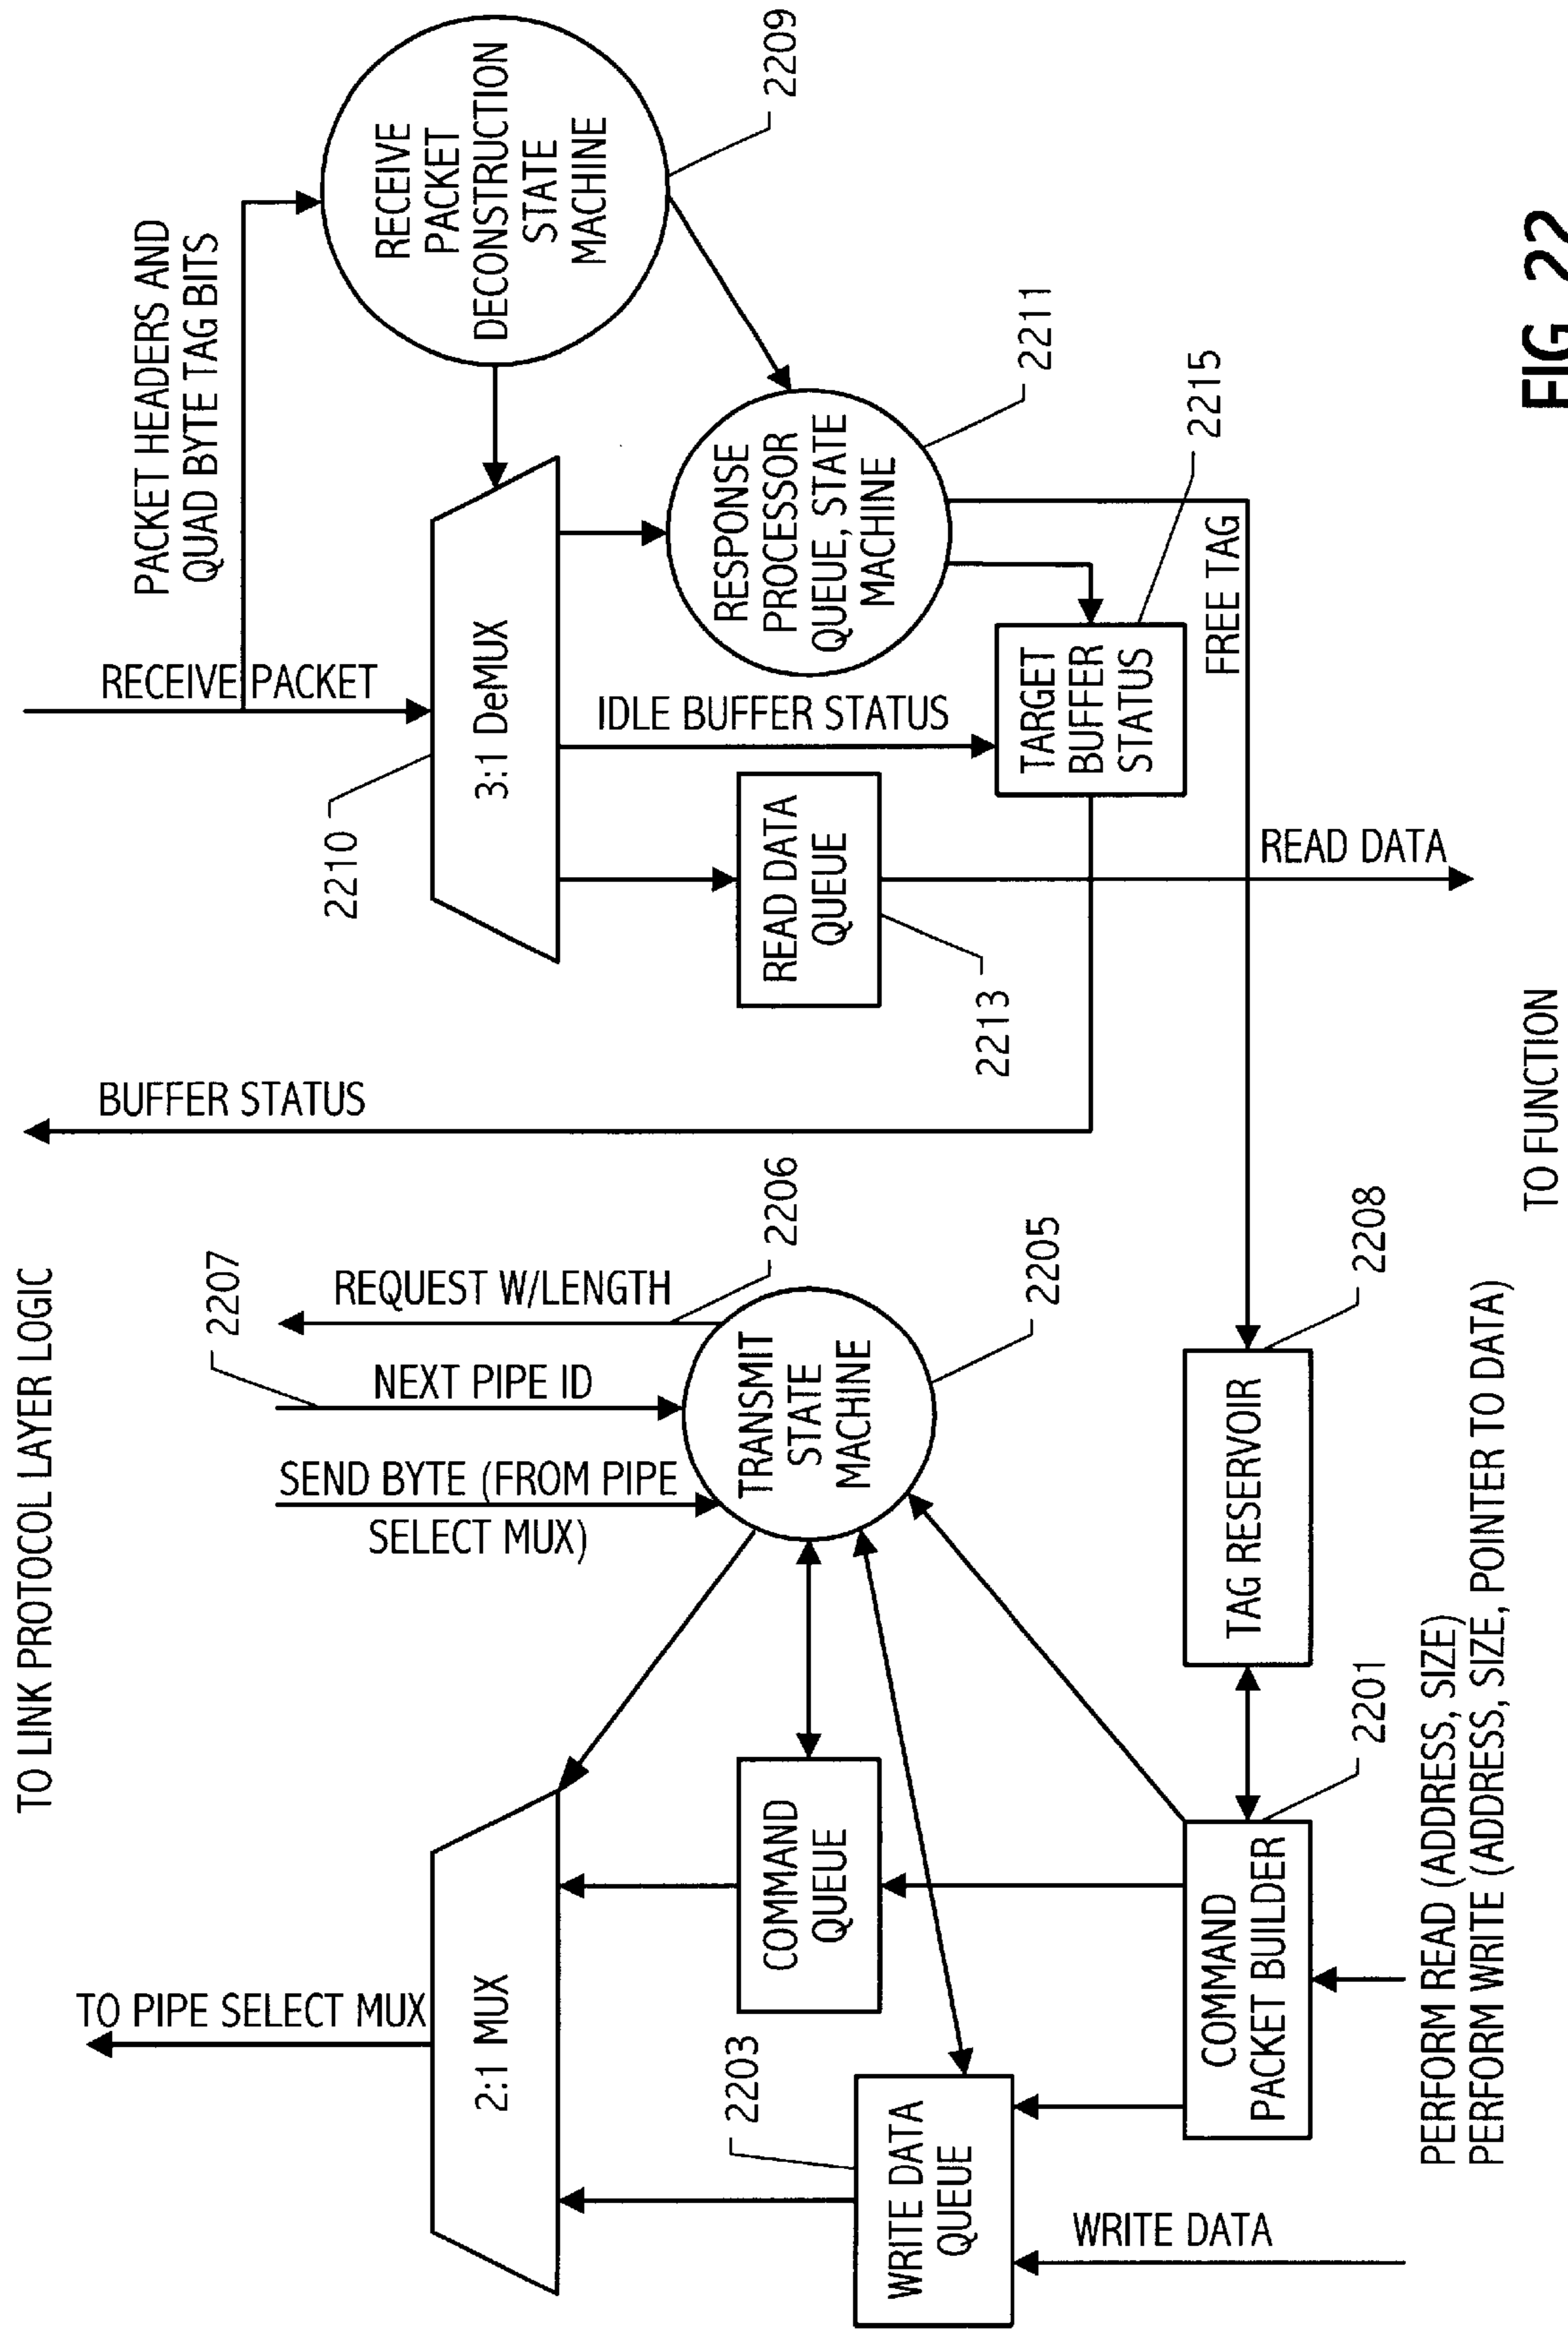 TO LINK PROTOCOL LAYER LOGIC
TO PIPE SELECT MUX
2:1 MUX
2207
REQUEST W/LENGTH
NEXT PIPE ID
SEND BYTE (FROM PIPE
SELECT MUX)
2206
TRANSMIT
STATE
MACHINE
2205
COMMAND
QUEUE
2203
WRITE DATA
QUEUE
WRITE DATA
COMMAND
PACKET BUILDER
2201
TAG RESERVOIR
2208
PERFORM READ (ADDRESS, SIZE)
PERFORM WRITE (ADDRESS, SIZE, POINTER TO DATA)
BUFFER STATUS
RECEIVE PACKET
PACKET HEADERS AND
QUAD BYTE TAG BITS
RECEIVE
PACKET
DECONSTRUCTION
STATE
MACHINE
2209
2210
3:1 DeMUX
IDLE BUFFER STATUS
RESPONSE
PROCESSOR
QUEUE, STATE
MACHINE
2211
READ DATA
QUEUE
2213
TARGET
BUFFER
STATUS
2215
FREE TAG
READ DATA
TO FUNCTION
FIG 22